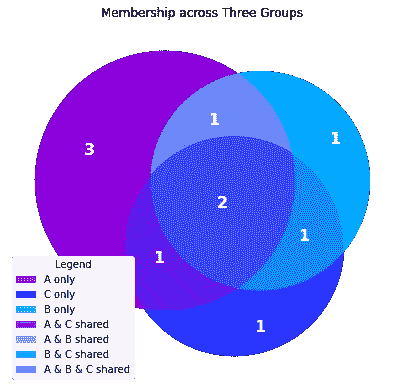 Membership across Three Groups
1
1
3
2
1
1
1
Legend
A only
C only
B only
A & C shared
A & B shared
B & C shared
A & B & C shared